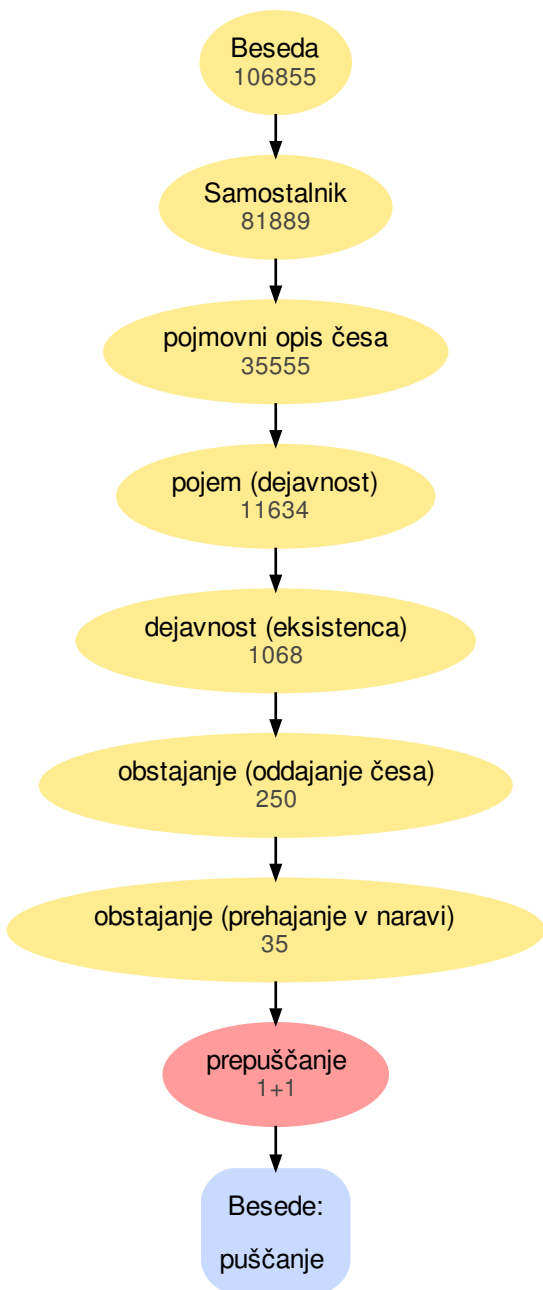 Beseda
106855
Samostalnik
81889
pojmovni opis česa
35555
pojem (dejavnost)
11634
dejavnost (eksistenca)
1068
obstajanje (oddajanje česa)
250
obstajanje (prehajanje v naravi)
35
prepuščanje
1+1
Besede:
puščanje